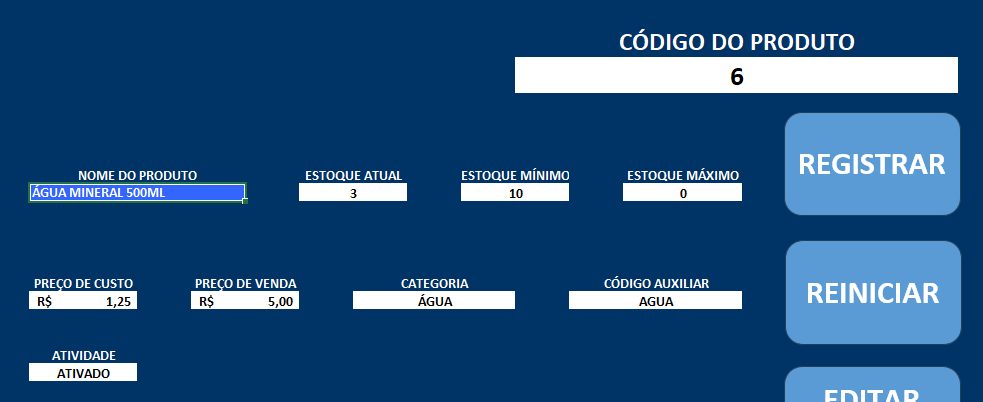 CÓDIGO DO PRODUTO
6
REGISTRAR
NOME DO PRODUTO ESTOQUE ATUAL ESTOQUE MÍNIMO ESTOQUE MÁXIMO
ÁGUA MINERAL 500ML 3 10 0
PREÇO DE CUSTO PREÇO DE VENDA CATEGORIA CÓDIGO AUXILIAR
R$ 1,25 R$ 5,00 ÁGUA AGUA
REINICIAR
ATIVIDADE
ATIVADO
EDITAR